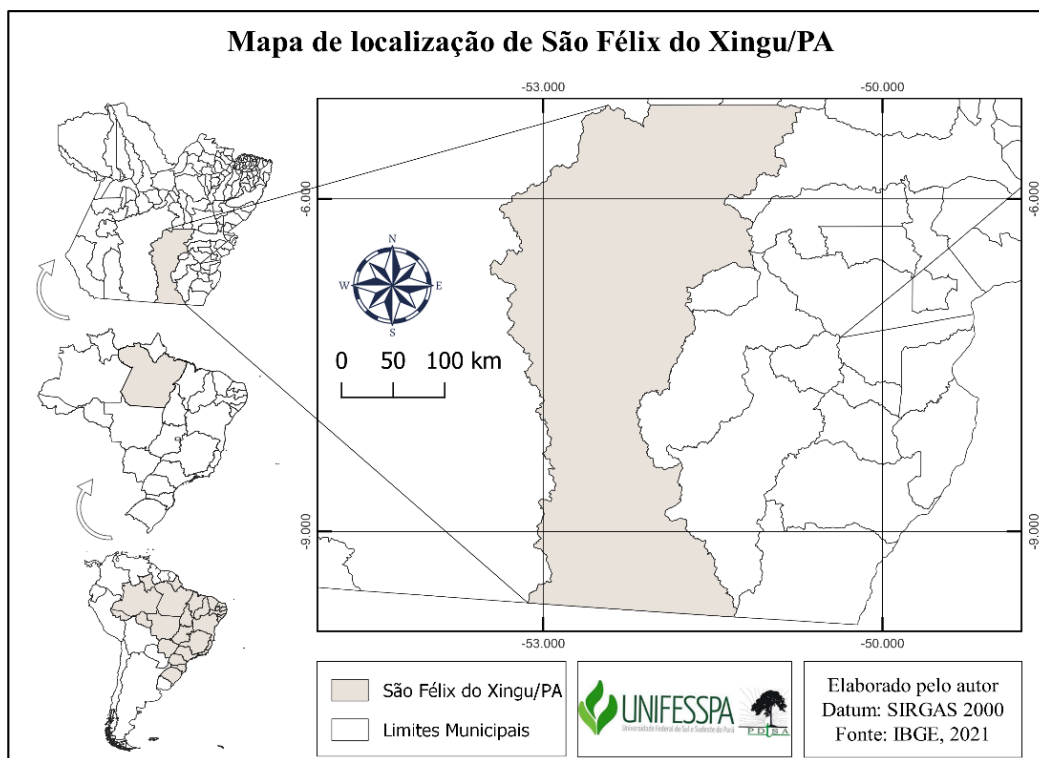 Mapa de localização de São Félix do Xingu/PA
-53.000
-50.000
-6.000
-6.000
N
W
E
S
0 50 100 km
-9.000
-9.000
-53.000
-50.000
São Félix do Xingu/PA
Limites Municipais
UNIFESSPA
Universidade Federal do Sul e Sudeste do Pará
PDTSA
Elaborado pelo autor
Datum: SIRGAS 2000
Fonte: IBGE, 2021